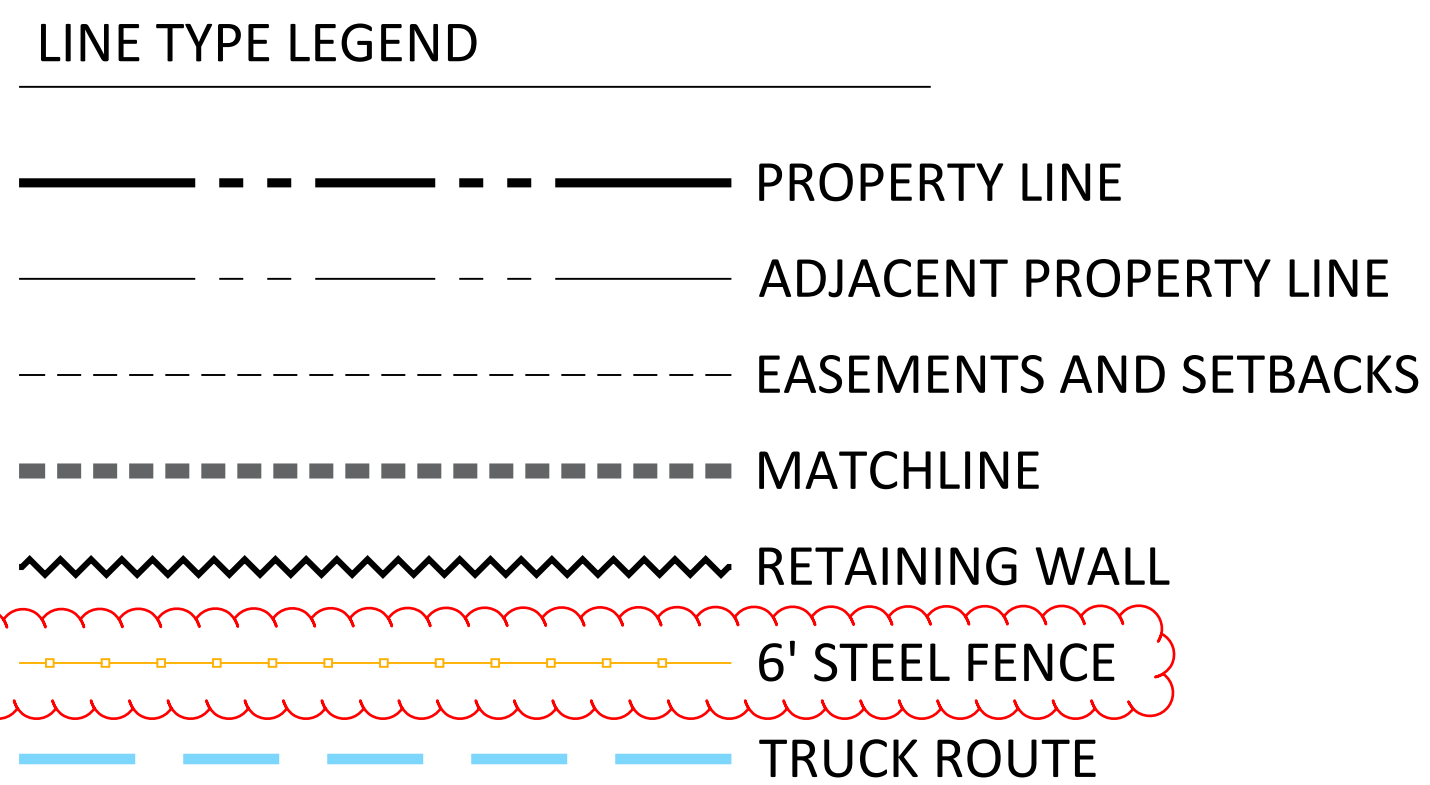 LINE TYPE LEGEND
PROPERTY LINE
ADJACENT PROPERTY LINE
EASEMENTS AND SETBACKS
MATCHLINE
RETAINING WALL
6' STEEL FENCE
TRUCK ROUTE